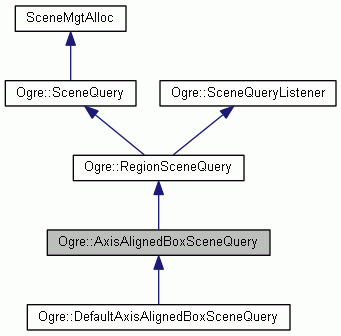 SceneMgtAlloc
Ogre::SceneQuery
Ogre::SceneQueryListener
Ogre::RegionSceneQuery
Ogre::AxisAlignedBoxSceneQuery
Ogre::DefaultAxisAlignedBoxSceneQuery